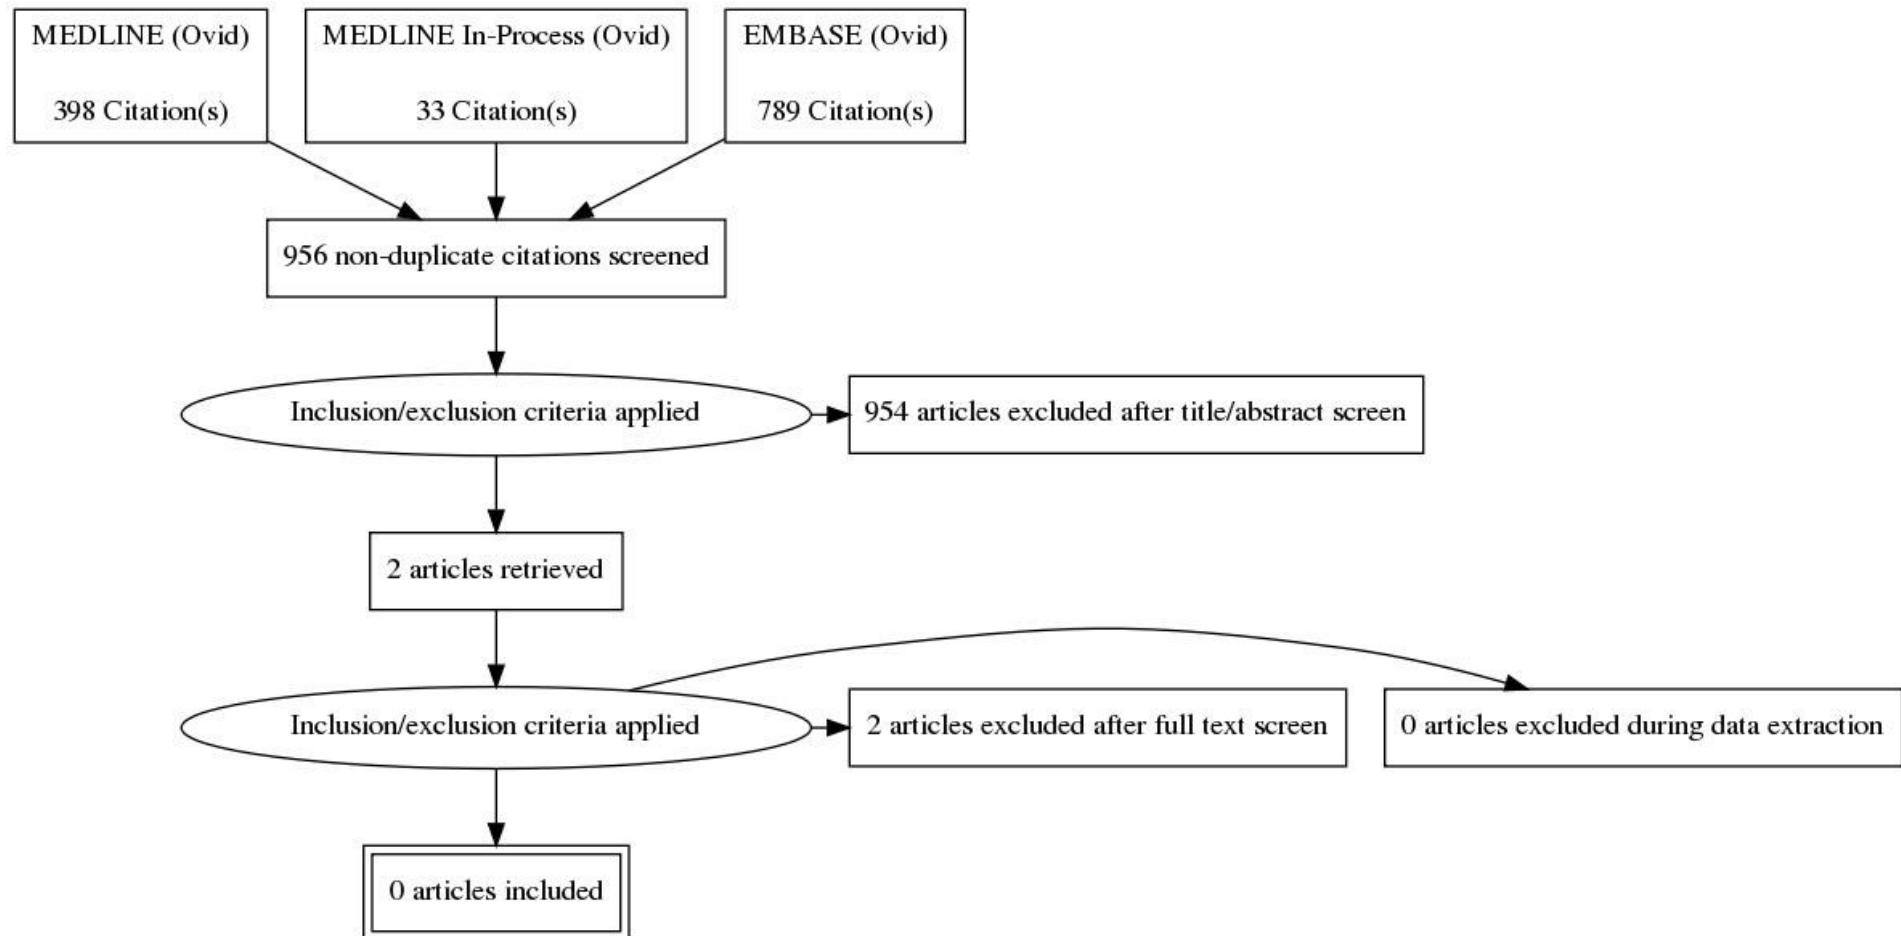 MEDLINE (Ovid)
398 Citation(s)
MEDLINE In-Process (Ovid)
33 Citation(s)
EMBASE (Ovid)
789 Citation(s)
956 non-duplicate citations screened
Inclusion/exclusion criteria applied
954 articles excluded after title/abstract screen
2 articles retrieved
Inclusion/exclusion criteria applied
2 articles excluded after full text screen
0 articles excluded during data extraction
0 articles included